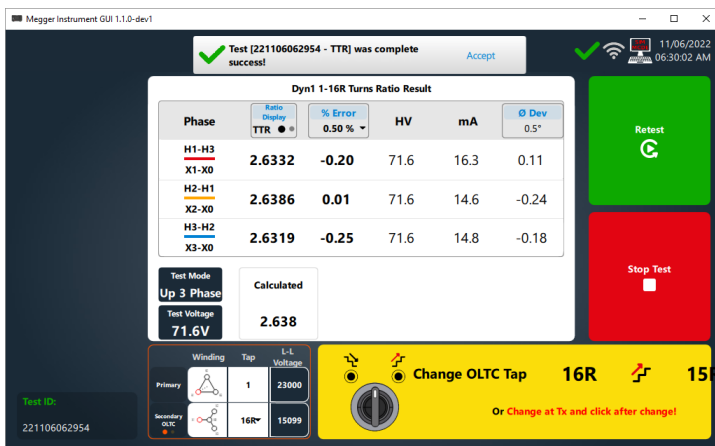 Megger Instrument GUI 1.1.0-dev1
Test [221106062954 - TTR] was complete
success!
Accept
11/06/2022
06:30:02 AM
Dyn1 1-16R Turns Ratio Result
Phase
Ratio
Display
TTR
% Error
0.50 %
HV
mA
Ø Dev
0.5°
H1-H3
X1-X0
2.6332
-0.20
71.6
16.3
0.11
H2-H1
X2-X0
2.6386
0.01
71.6
14.6
-0.24
H3-H2
X3-X0
2.6319
-0.25
71.6
14.8
-0.18
Retest
Stop Test
Test Mode
Up 3 Phase
Test Voltage
71.6V
Calculated
2.638
Winding
Tap
L-L
Voltage
Primary
1
23000
Secondary
OLTC
16R
15099
Change OLTC Tap
16R
15R
Or Change at Tx and click after change!
Test ID:
221106062954